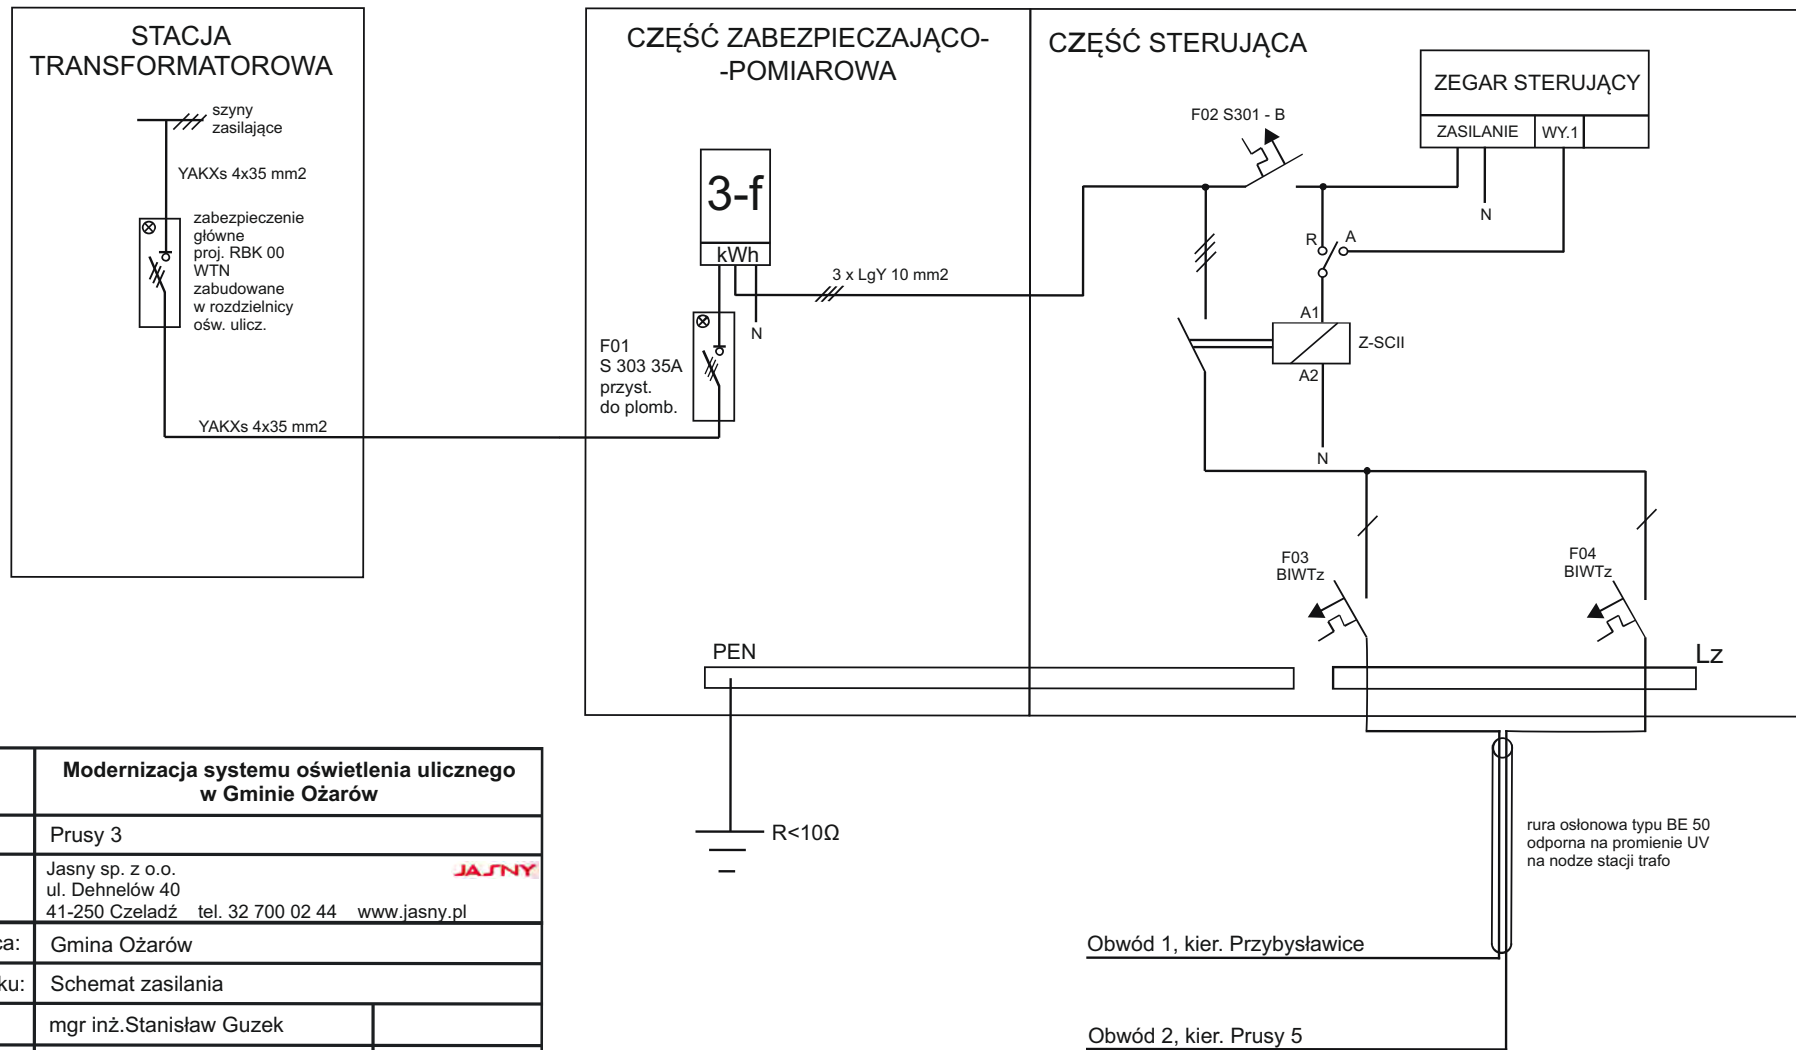 STACJA
TRANSFORMATOROWA
szyny
zasilające
YAKXs 4x35 mm2
zabezpieczenie
główne
proj. RBK 00
WTN
zabudowane
w rozdzielnicy
ośw. ulicz.
YAKXs 4x35 mm2
CZĘŚĆ ZABEZPIECZAJĄCO-
-POMIAROWA
3-f
kWh
N
F01
S 303 35A
przyst.
do plomb.
3 x LgY 10 mm2
CZĘŚĆ STERUJĄCA
F02 S301 - B
ZEGAR STERUJĄCY
ZASILANIE WY.1
N
R A
A1
Z-SCII
A2
N
F03
BIWTz
F04
BIWTz
PEN
Lz
R<10Ω
rura osłonowa typu BE 50
odporna na promienie UV
na nodze stacji trafo
Obwód 1, kier. Przybysławice
Obwód 2, kier. Prusy 5
Modernizacja systemu oświetlenia ulicznego
w Gminie Ożarów
Prusy 3
Jasny sp. z o.o.
JASNY
ul. Dehnelów 40
41-250 Czeladź tel. 32 700 02 44 www.jasny.pl
ca: Gmina Ożarów
ku: Schemat zasilania
mgr inż.Stanisław Guzek